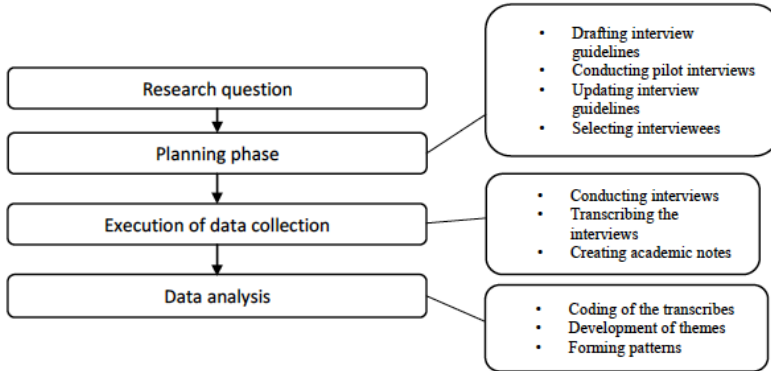 Research question
Planning phase
• Drafting interview
guidelines
• Conducting pilot interviews
• Updating interview
guidelines
• Selecting interviewees
Execution of data collection
• Conducting interviews
• Transcribing the
interviews
• Creating academic notes
Data analysis
• Coding of the transcribes
• Development of themes
• Forming patterns